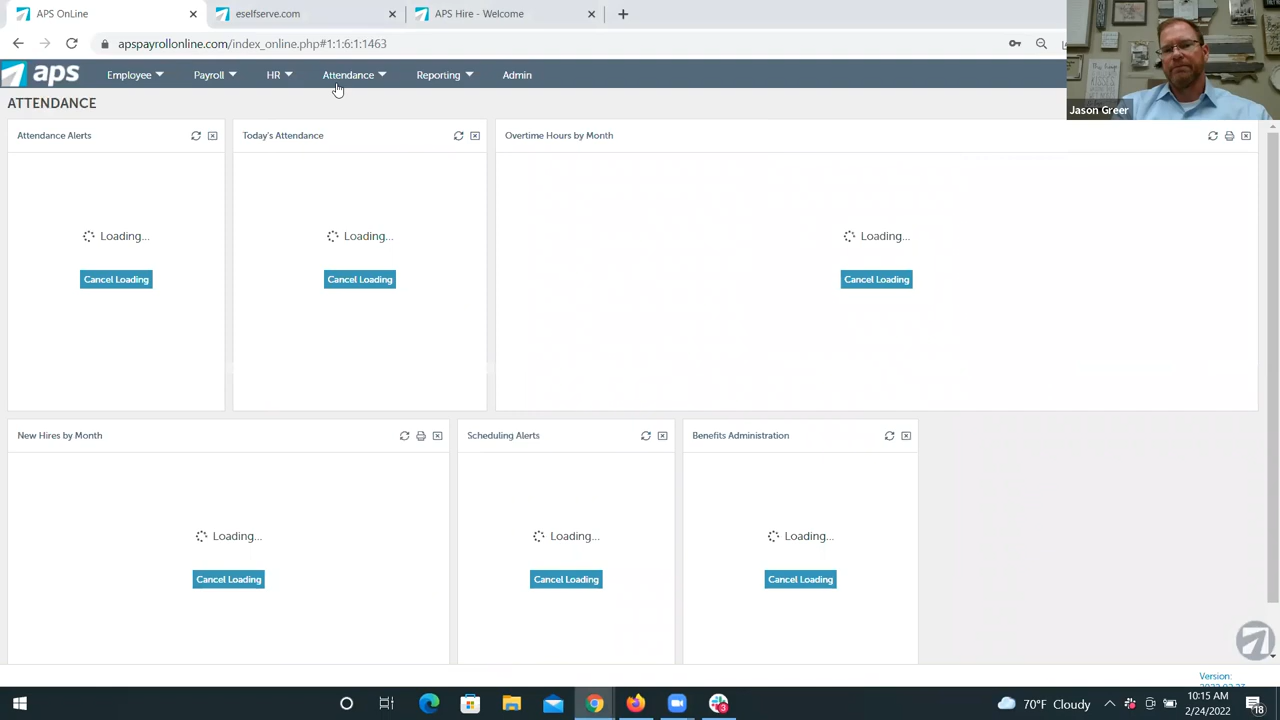 APS OnLine
eselfserve.com
APS Hire - Welcome
apspayrollonline.com/index_online.php#1:1:6:1:1463
aps
Employee
Payroll
HR
Attendance
Reporting
Admin
Jason Greer
ATTENDANCE
Attendance Alerts
Today's Attendance
Overtime Hours by Month
Loading...
Loading...
Loading...
Cancel Loading
Cancel Loading
Cancel Loading
New Hires by Month
Scheduling Alerts
Benefits Administration
Loading...
Loading...
Loading...
Cancel Loading
Cancel Loading
Cancel Loading
Version:
70°F Cloudy
10:15 AM
2/24/2022
3
18